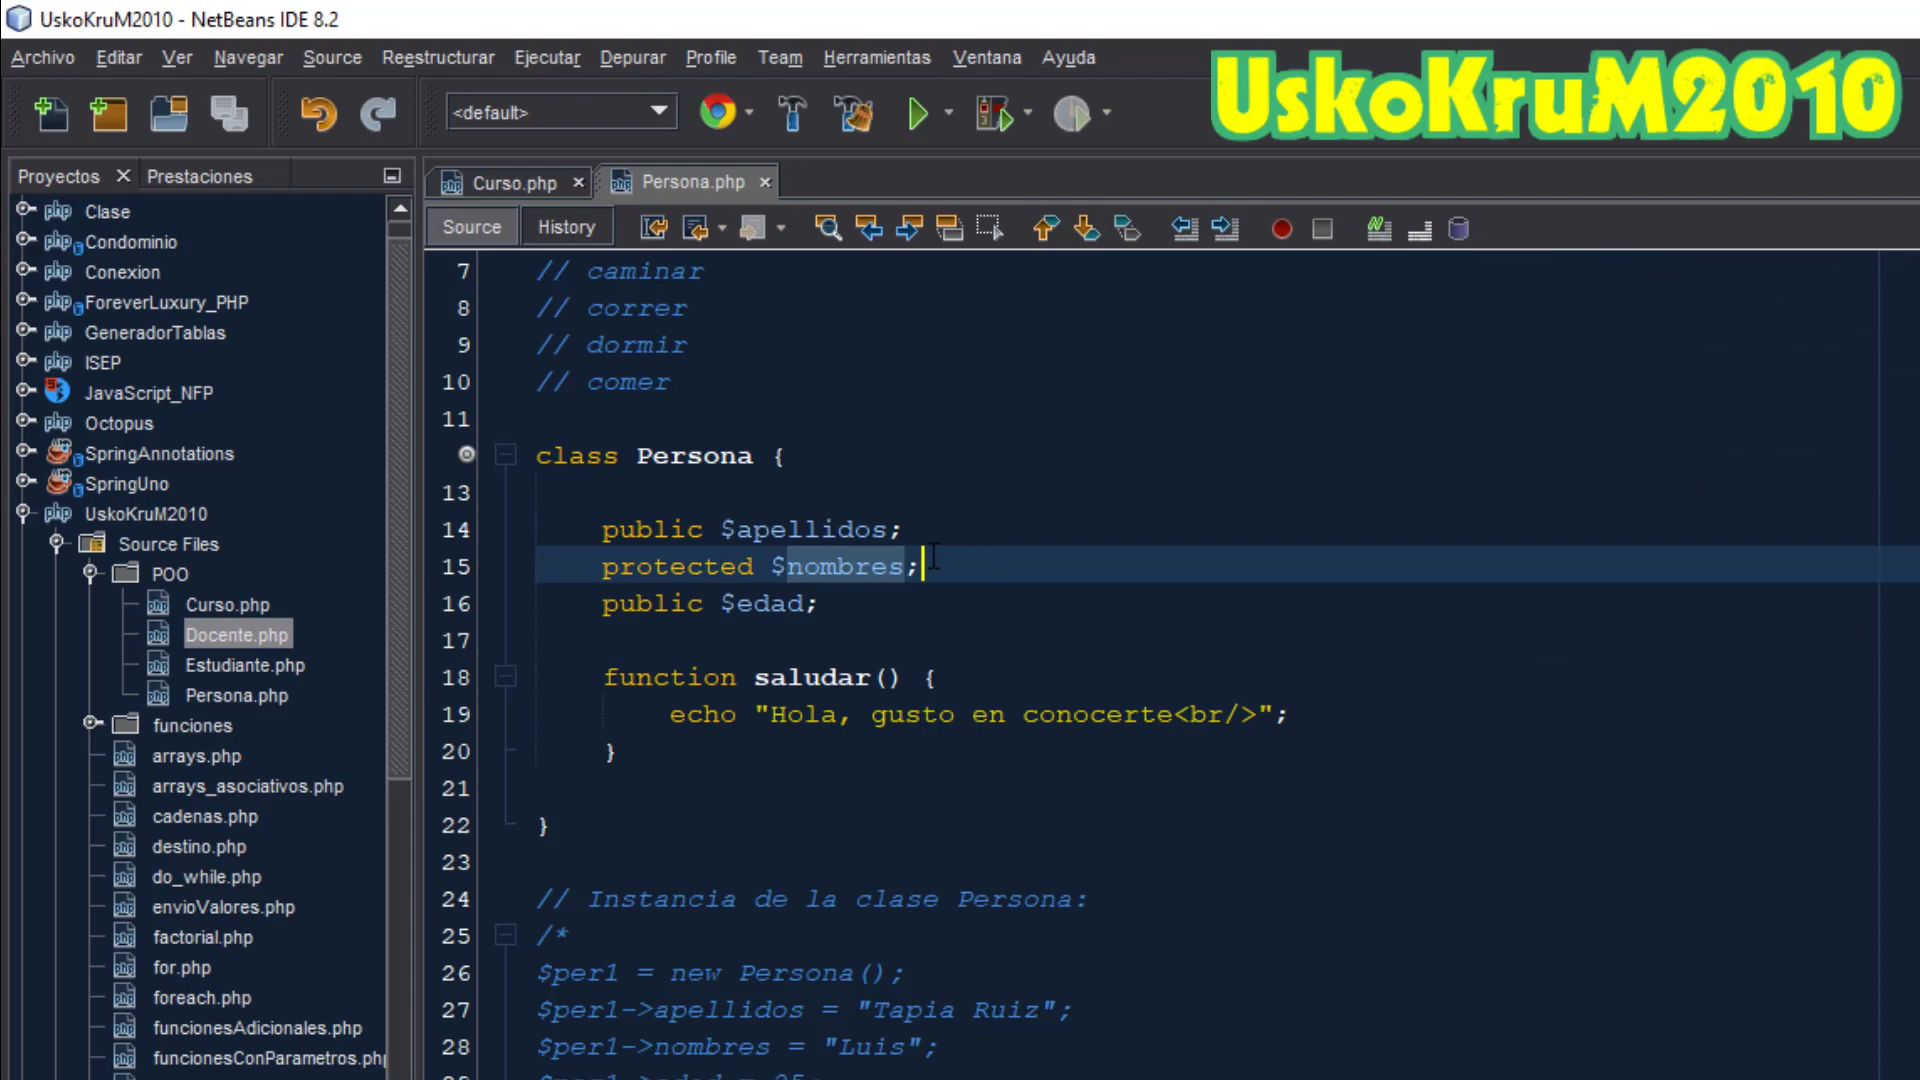 UskoKruM2010 - NetBeans IDE 8.2
Archivo Editar Ver Navegar Source Reestructurar Ejecutar Depurar Profile Team Herramientas Ventana Ayuda
UskoKruM2010
<default>
Proyectos Prestaciones
Curso.php Persona.php
Source History
Clase
Condominio
Conexion
ForeverLuxury_PHP
GeneradorTablas
ISEP
JavaScript_NFP
Octopus
SpringAnnotations
SpringUno
UskoKruM2010
Source Files
POO
Curso.php
Docente.php
Estudiante.php
Persona.php
funciones
arrays.php
arrays_asociativos.php
cadenas.php
destino.php
do_while.php
envioValores.php
factorial.php
for.php
foreach.php
funcionesAdicionales.php
funcionesConParametros.php
7 // caminar
8 // correr
9 // dormir
10 // comer
11
class Persona {
13
14 public $apellidos;
15 protected $nombres;
16 public $edad;
17
18 function saludar() {
19 echo "Hola, gusto en conocerte<br/>";
20 }
21
22 }
23
24 // Instancia de la clase Persona:
25 /*
26 $per1 = new Persona();
27 $per1->apellidos = "Tapia Ruiz";
28 $per1->nombres = "Luis";